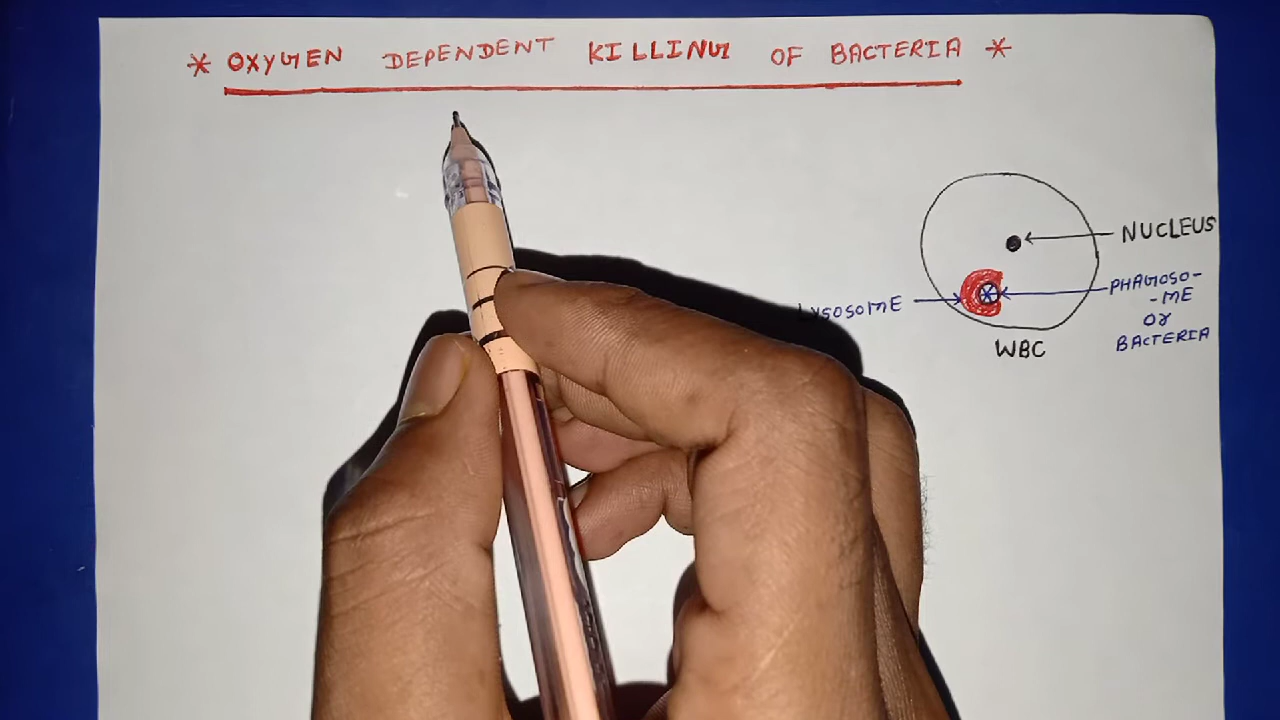 * OXYGEN DEPENDENT KILLING OF BACTERIA *
NUCLEUS
LYSOSOME
PHAGOSO-
-ME
OR
BACTERIA
WBC